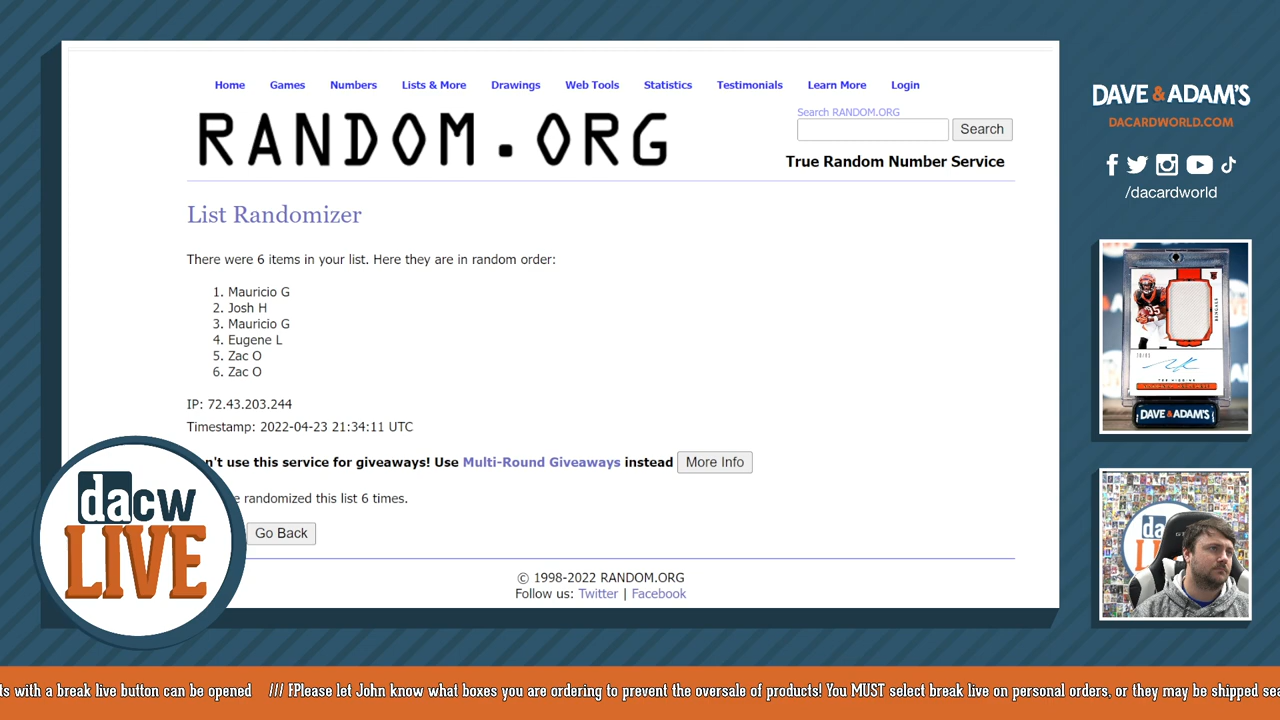 Home Games Numbers Lists & More Drawings Web Tools Statistics Testimonials Learn More Login
RANDOM.ORG
Search RANDOM.ORG
Search
True Random Number Service
List Randomizer
There were 6 items in your list. Here they are in random order:
1. Mauricio G
2. Josh H
3. Mauricio G
4. Eugene L
5. Zac O
6. Zac O
IP: 72.43.203.244
Timestamp: 2022-04-23 21:34:11 UTC
use this service for giveaways! Use Multi-Round Giveaways instead More Info
randomized this list 6 times.
Go Back
© 1998-2022 RANDOM.ORG
Follow us: Twitter | Facebook
dacw
LIVE
DAVE & ADAM'S
DACARDWORLD.COM
/dacardworld
BENGALS
DAVE & ADAM'S
with a break live button can be opened /// FPlease let John know what boxes you are ordering to prevent the oversale of products! You MUST select break live on personal orders, or they may be shipped